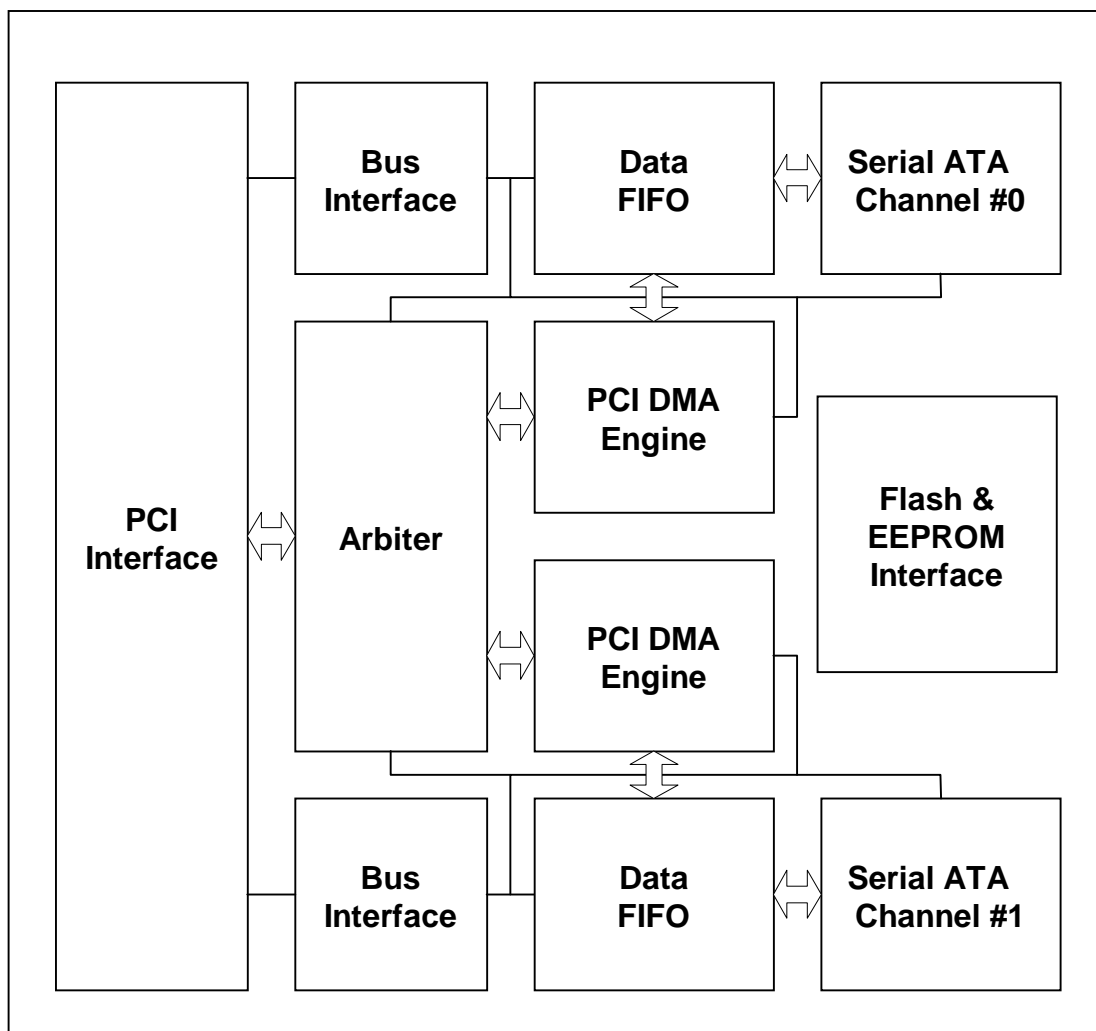 Bus
Interface
Data
FIFO
Serial ATA
Channel #0
PCI
Interface
Arbiter
PCI DMA
Engine
Flash &
EEPROM
Interface
PCI DMA
Engine
Bus
Interface
Data
FIFO
Serial ATA
Channel #1